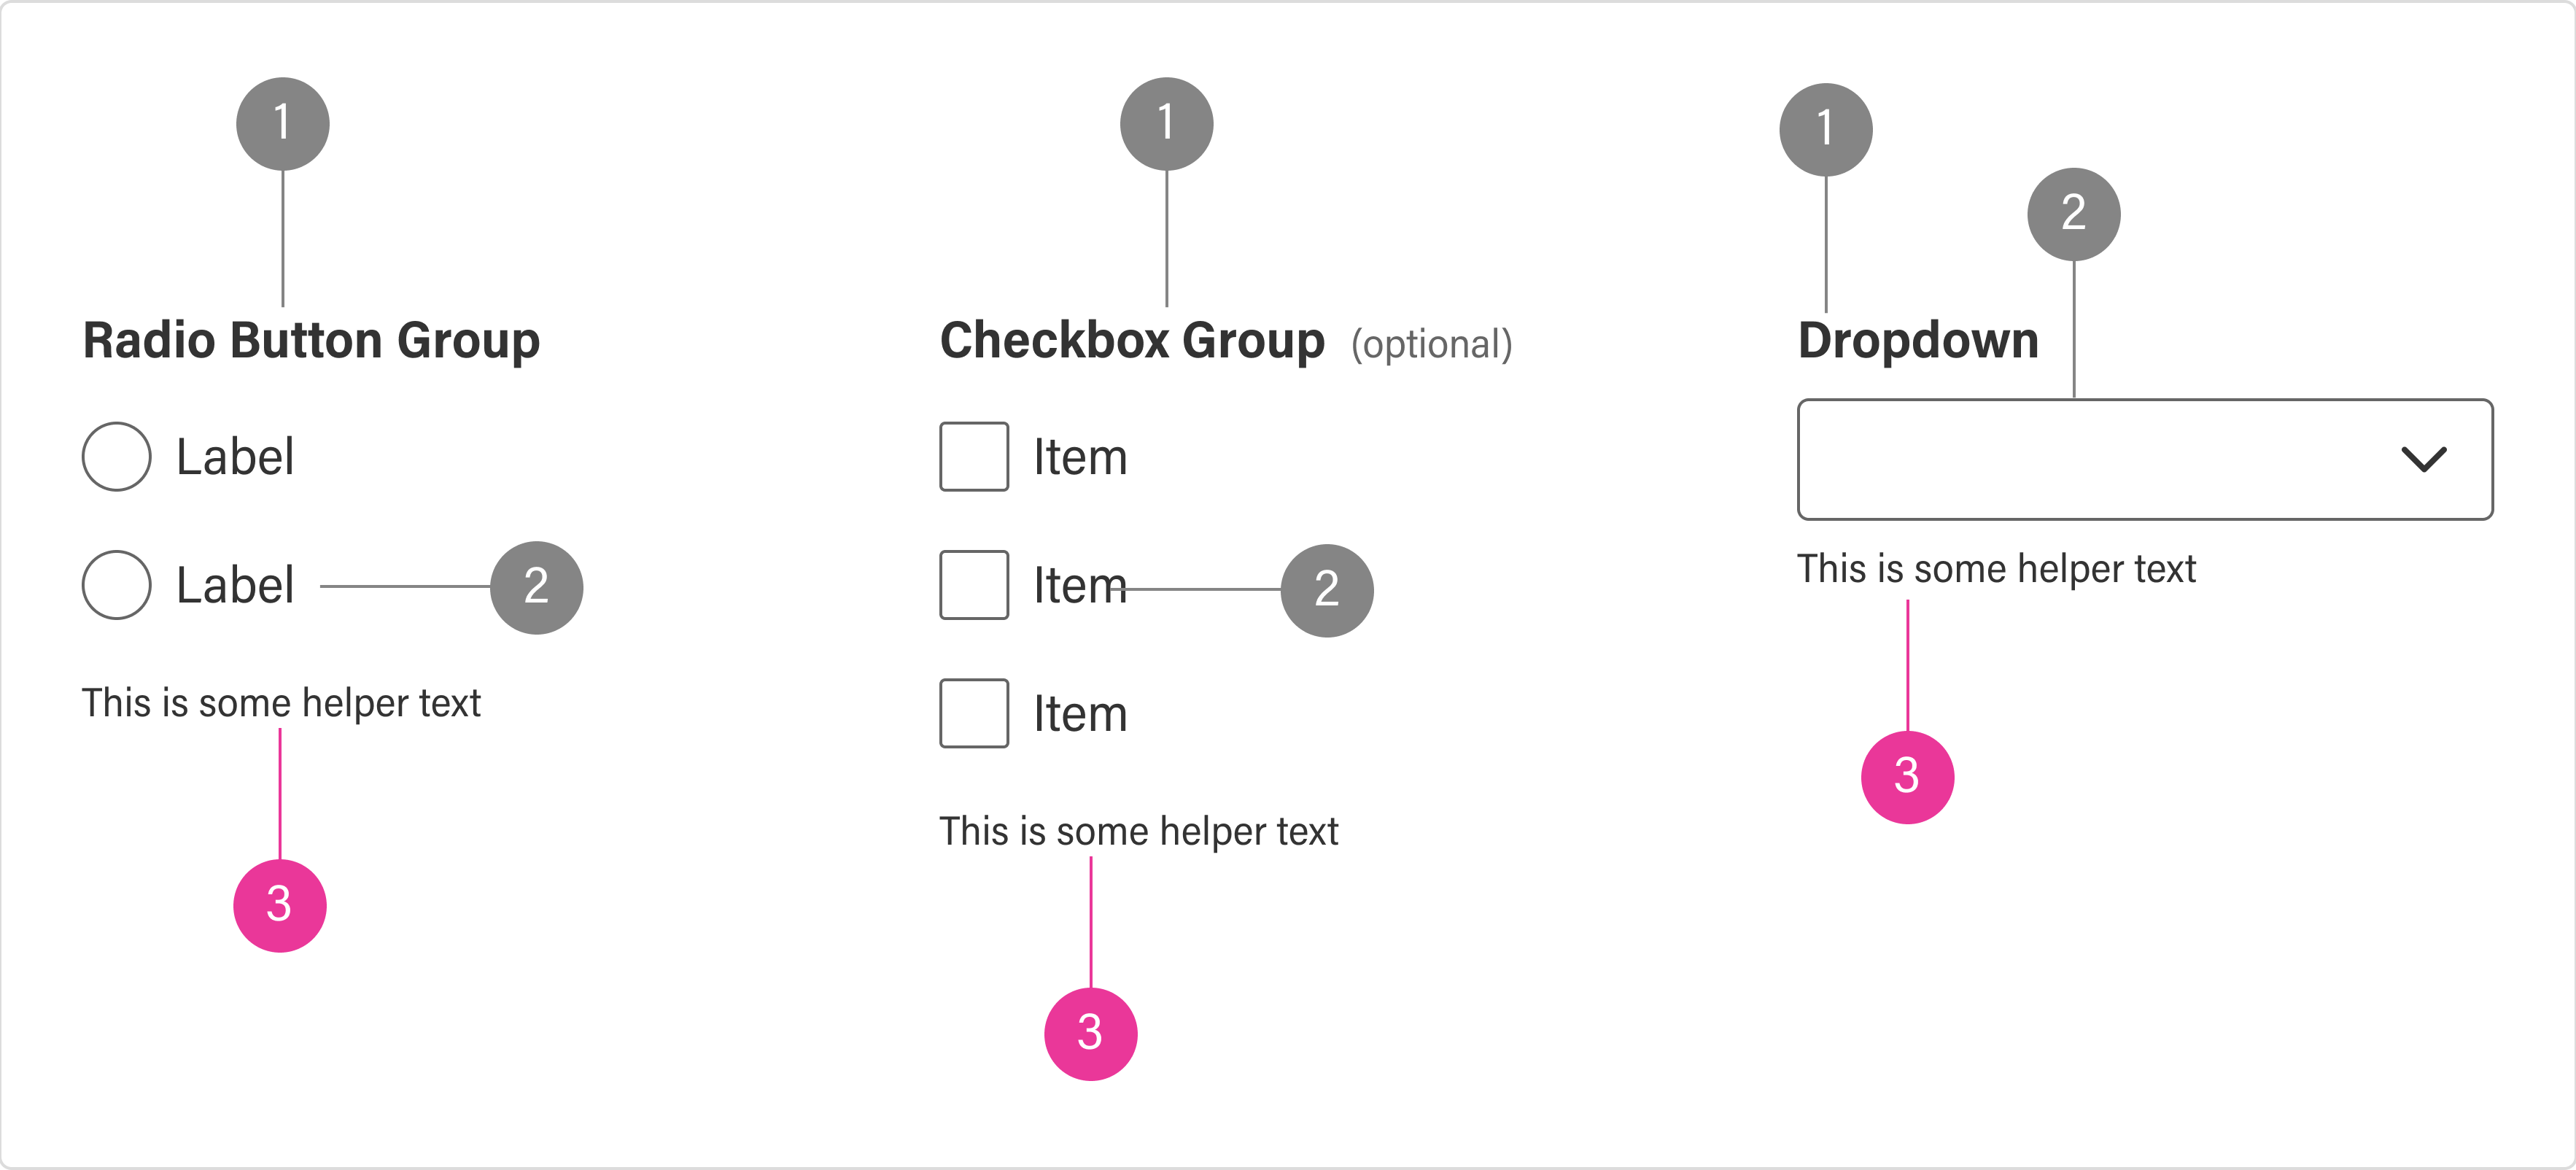 1
Radio Button Group
Label
Label
2
This is some helper text
3
1
Checkbox Group (optional)
Item
Item
2
Item
This is some helper text
3
1
2
Dropdown
This is some helper text
3